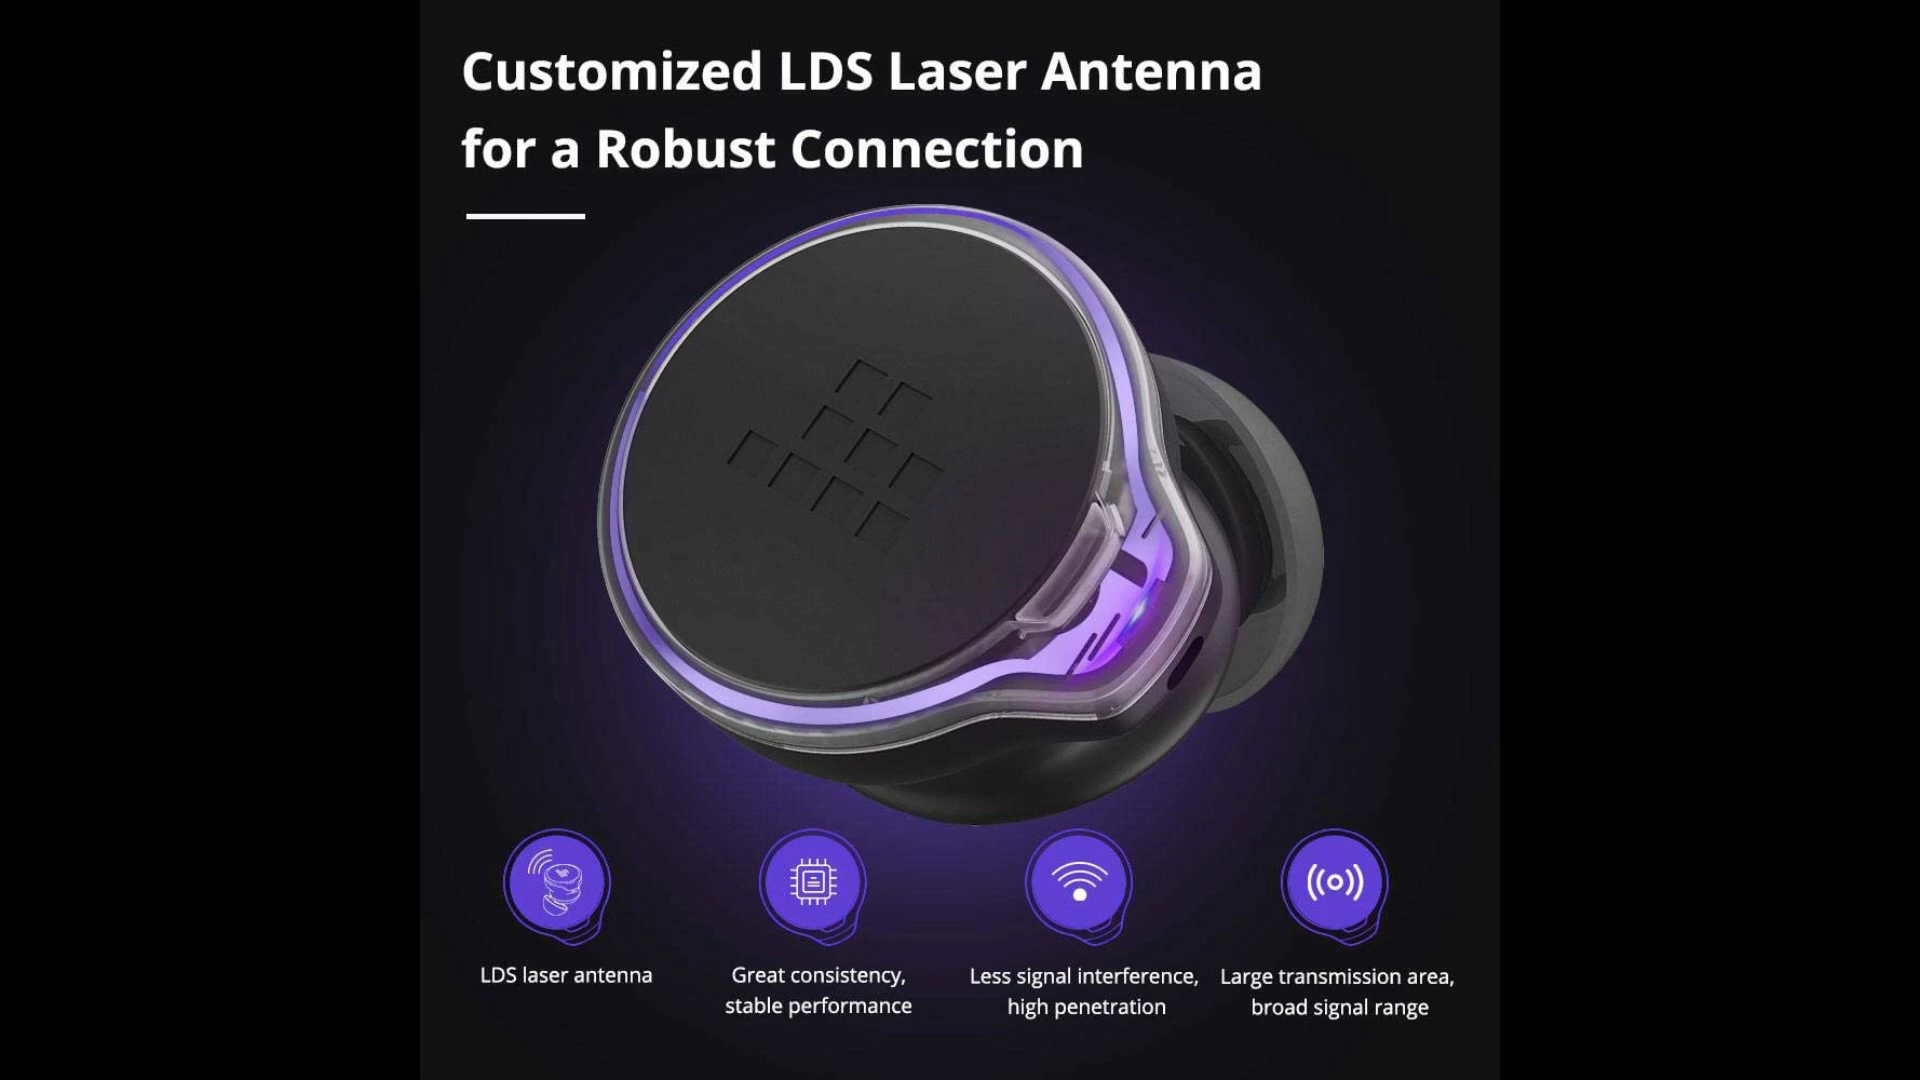 Customized LDS Laser Antenna
for a Robust Connection
LDS laser antenna
Great consistency,
stable performance
Less signal interference,
high penetration
Large transmission area,
broad signal range